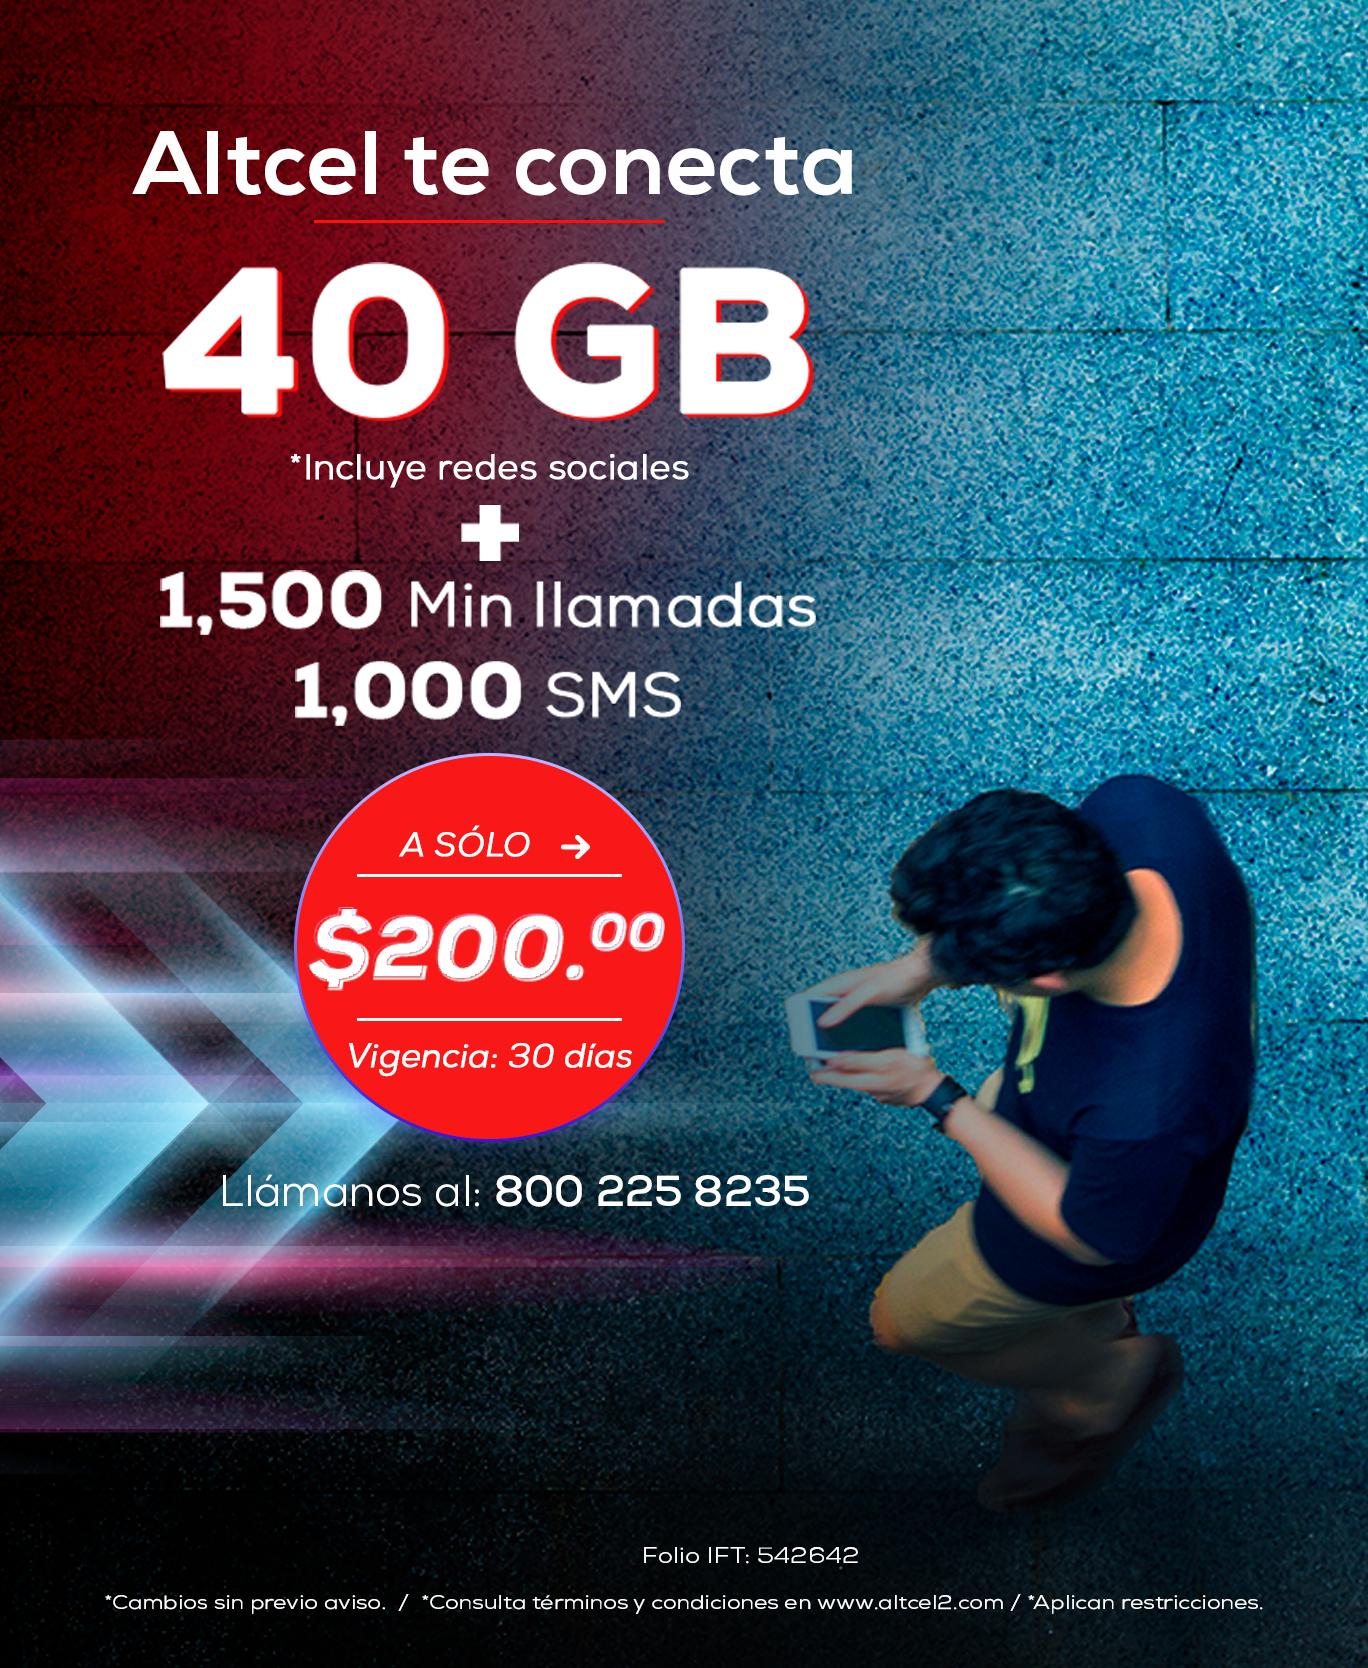 Altcel te conecta
40 GB
*Incluye redes sociales
+
1,500 Min llamadas
1,000 SMS
A SÓLO →
$200.00
Vigencia: 30 días
Llámanos al: 800 225 8235
Folio IFT: 542642
*Cambios sin previo aviso. / *Consulta términos y condiciones en www.altcel2.com / *Aplican restricciones.